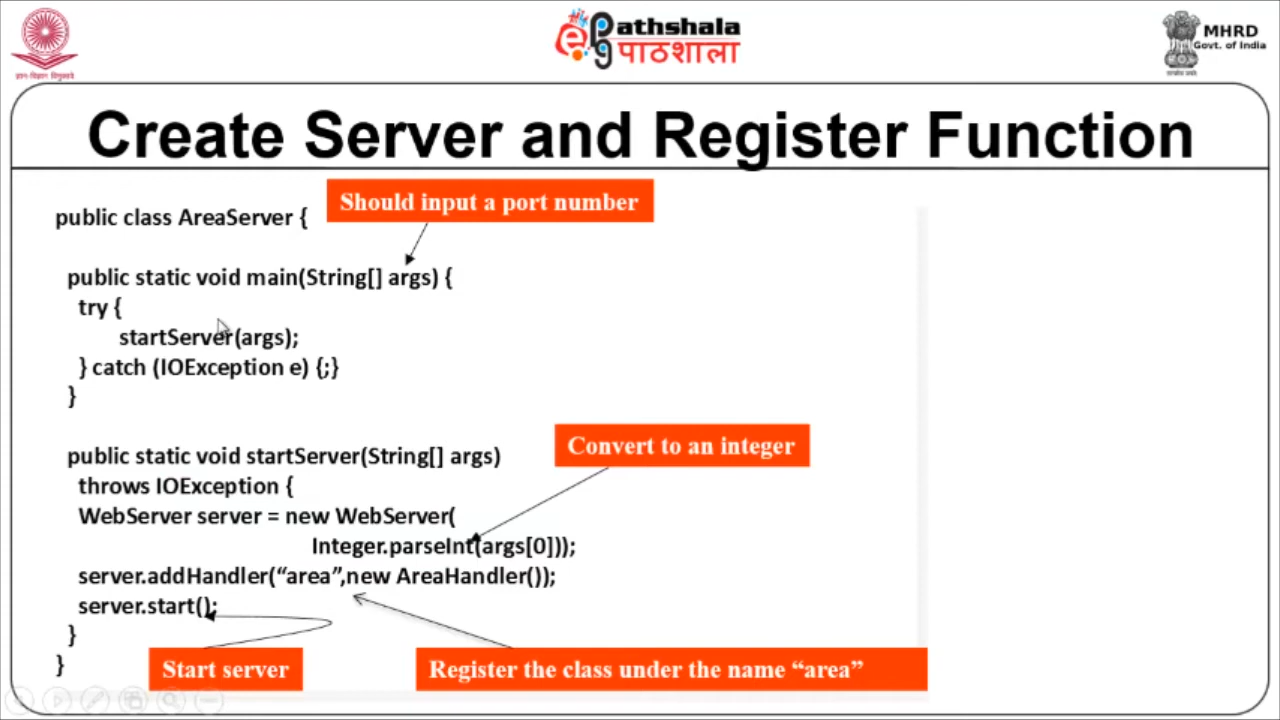 ePathshala
पाठशाला
MHRD
Govt. of India
Create Server and Register Function
Should input a port number
public class AreaServer {
public static void main(String[] args) {
try {
startServer(args);
} catch (IOException e) {;}
}
Convert to an integer
public static void startServer(String[] args)
throws IOException {
WebServer server = new WebServer(
Integer.parseInt(args[0]));
server.addHandler(“area”,new AreaHandler());
server.start();
}
}
Start server
Register the class under the name “area”